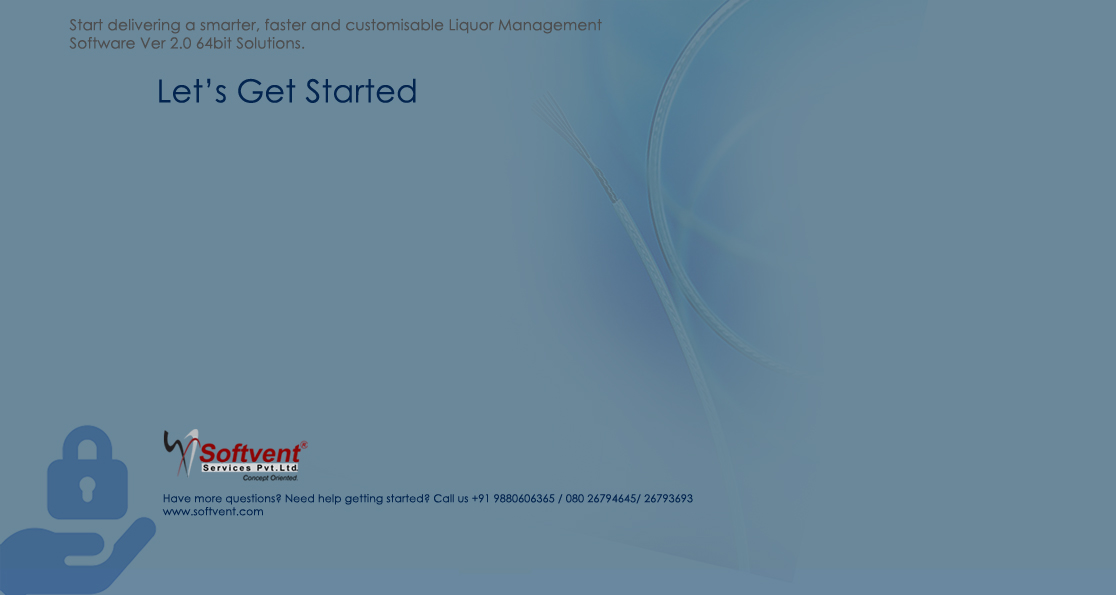 Start delivering a smarter, faster and customisable Liquor Management
Software Ver 2.0 64bit Solutions.
Let's Get Started
Softvent®
Services Pvt.Ltd.
Concept Oriented.
Have more questions? Need help getting started? Call us +91 9880606365 / 080 26794645/ 26793693
www.softvent.com